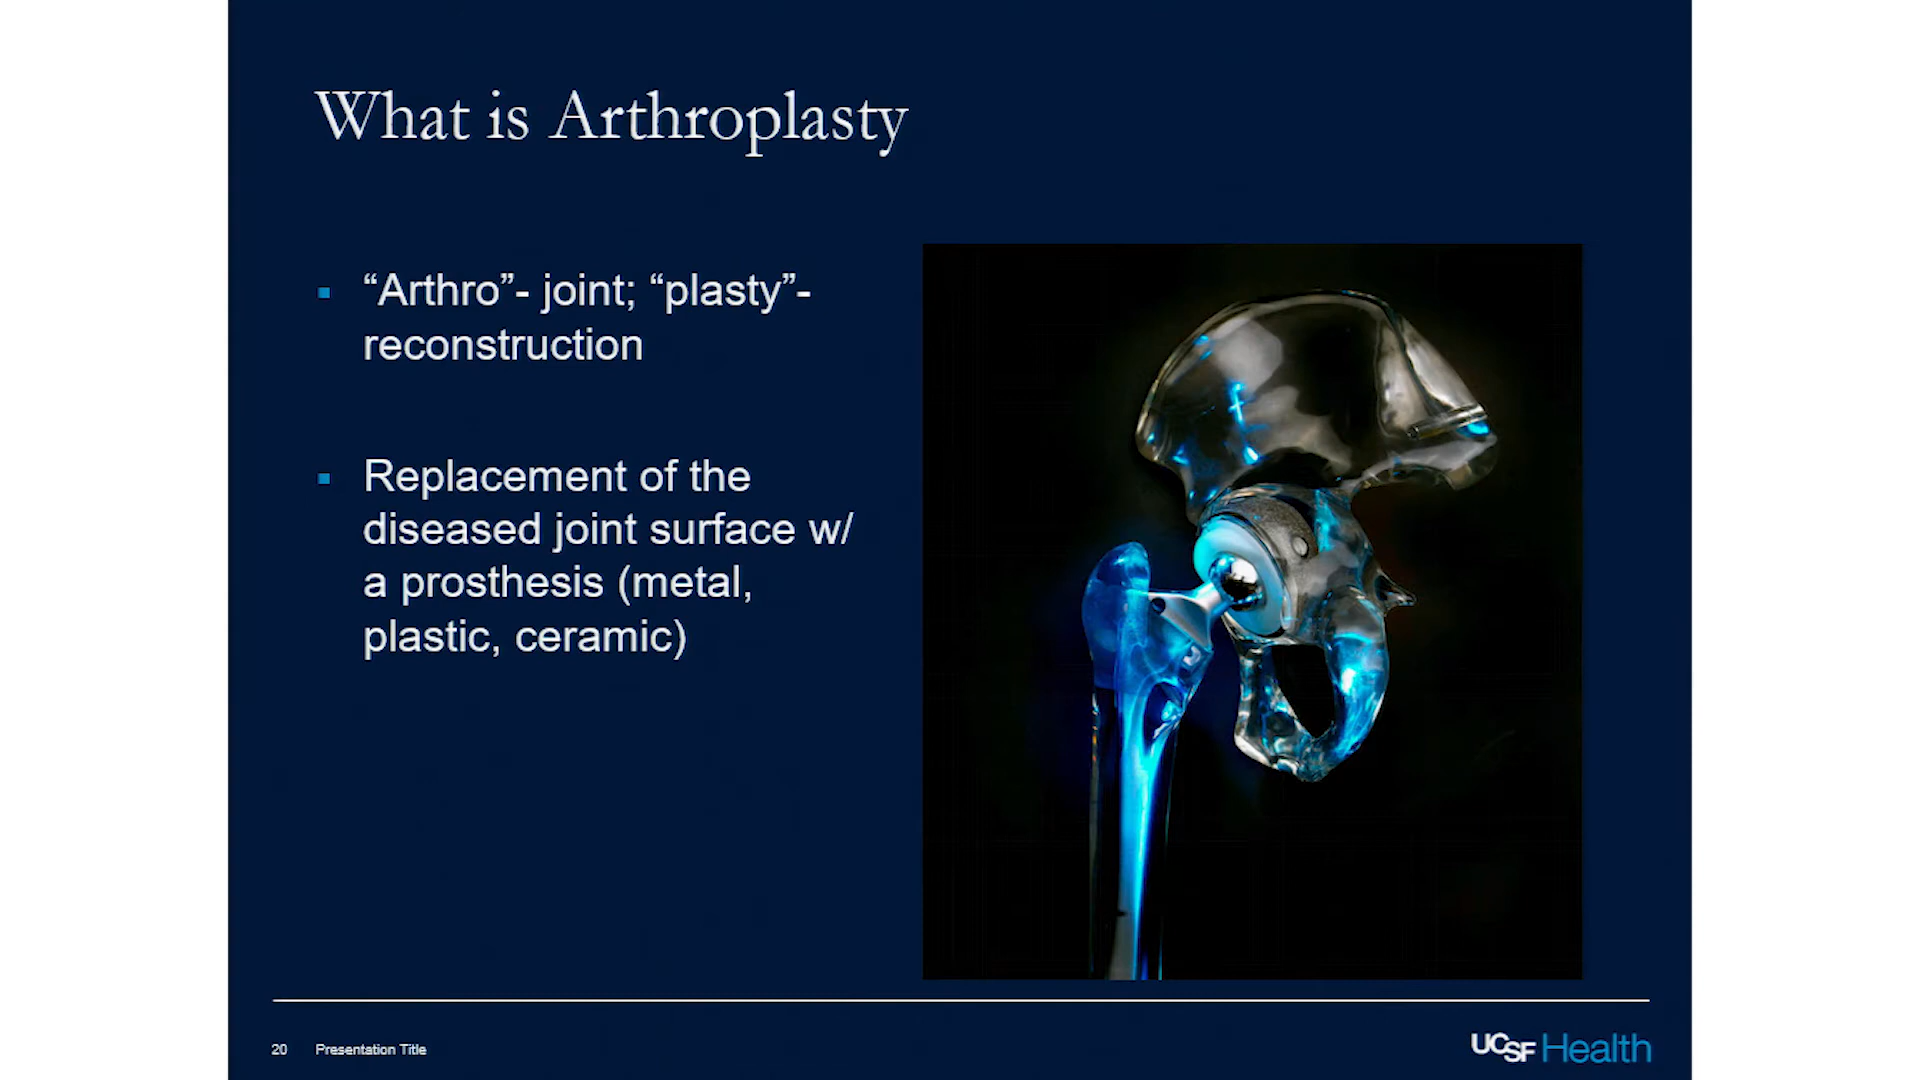 What is Arthroplasty
“Arthro”- joint; “plasty”-
reconstruction
Replacement of the
diseased joint surface w/
a prosthesis (metal,
plastic, ceramic)
20 Presentation Title
UCSF Health